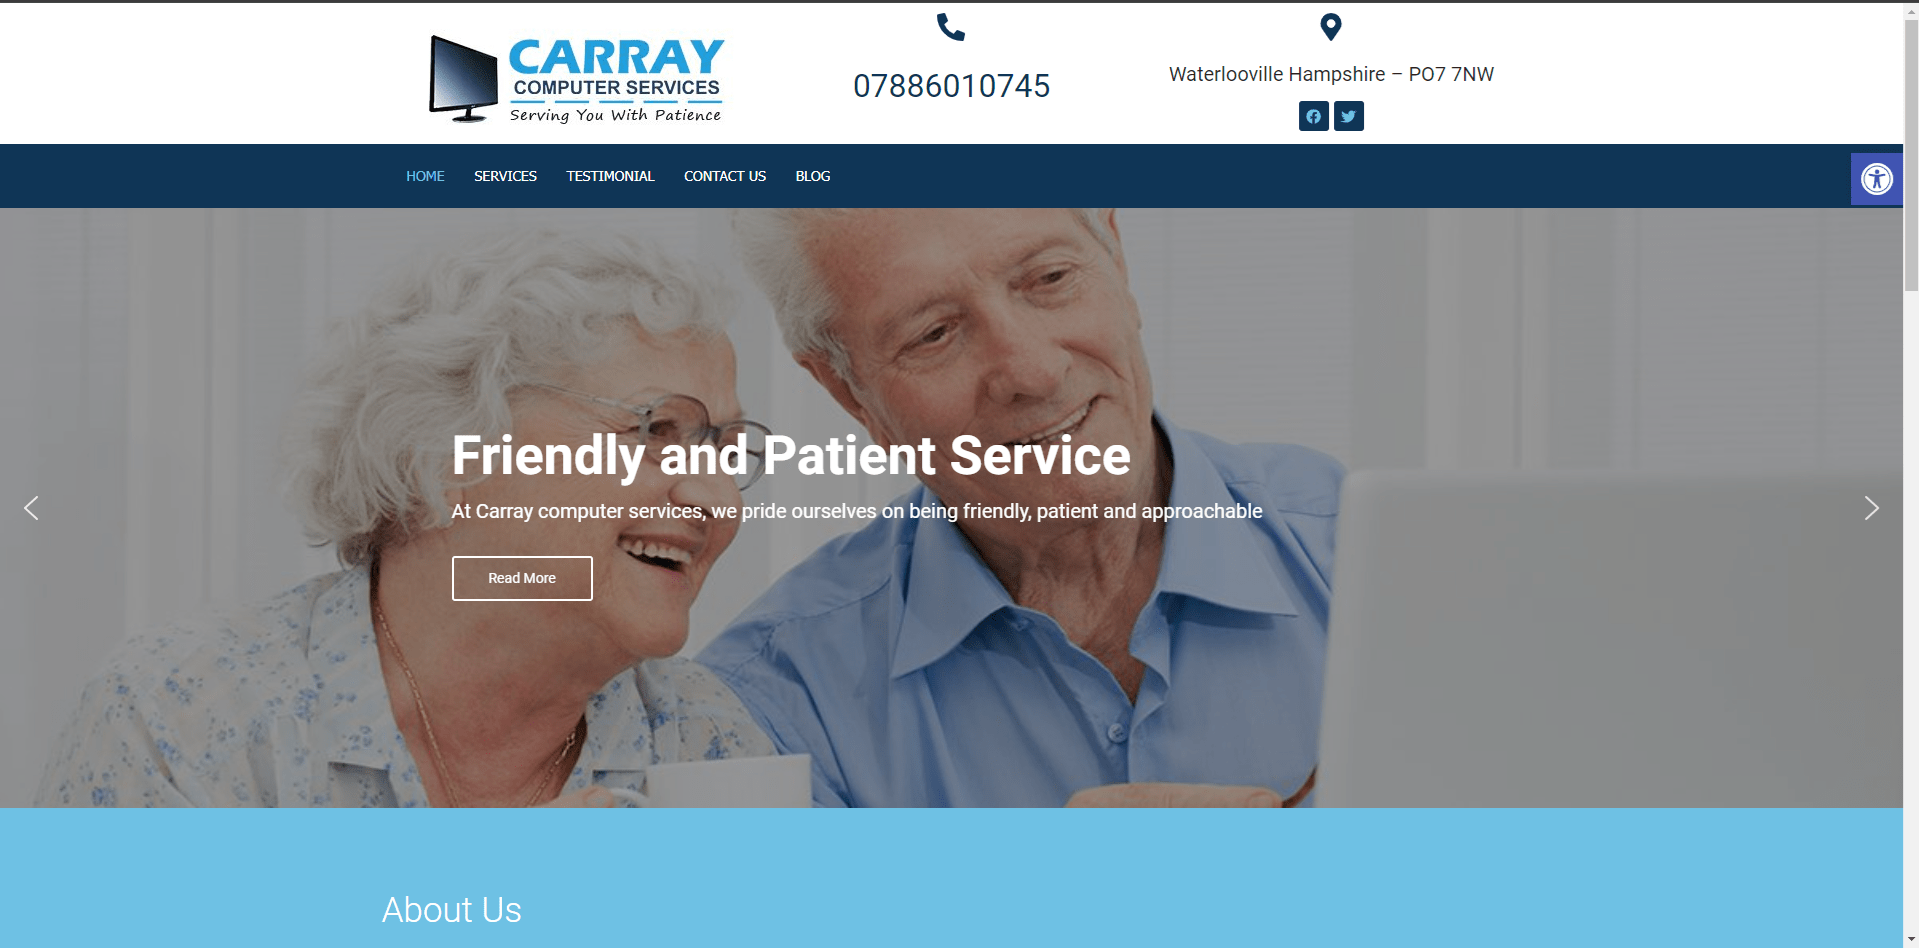 CARRAY
COMPUTER SERVICES
Serving You With Patience
07886010745
Waterlooville Hampshire – PO7 7NW
HOME SERVICES TESTIMONIAL CONTACT US BLOG
Friendly and Patient Service
At Carray computer services, we pride ourselves on being friendly, patient and approachable
Read More
About Us